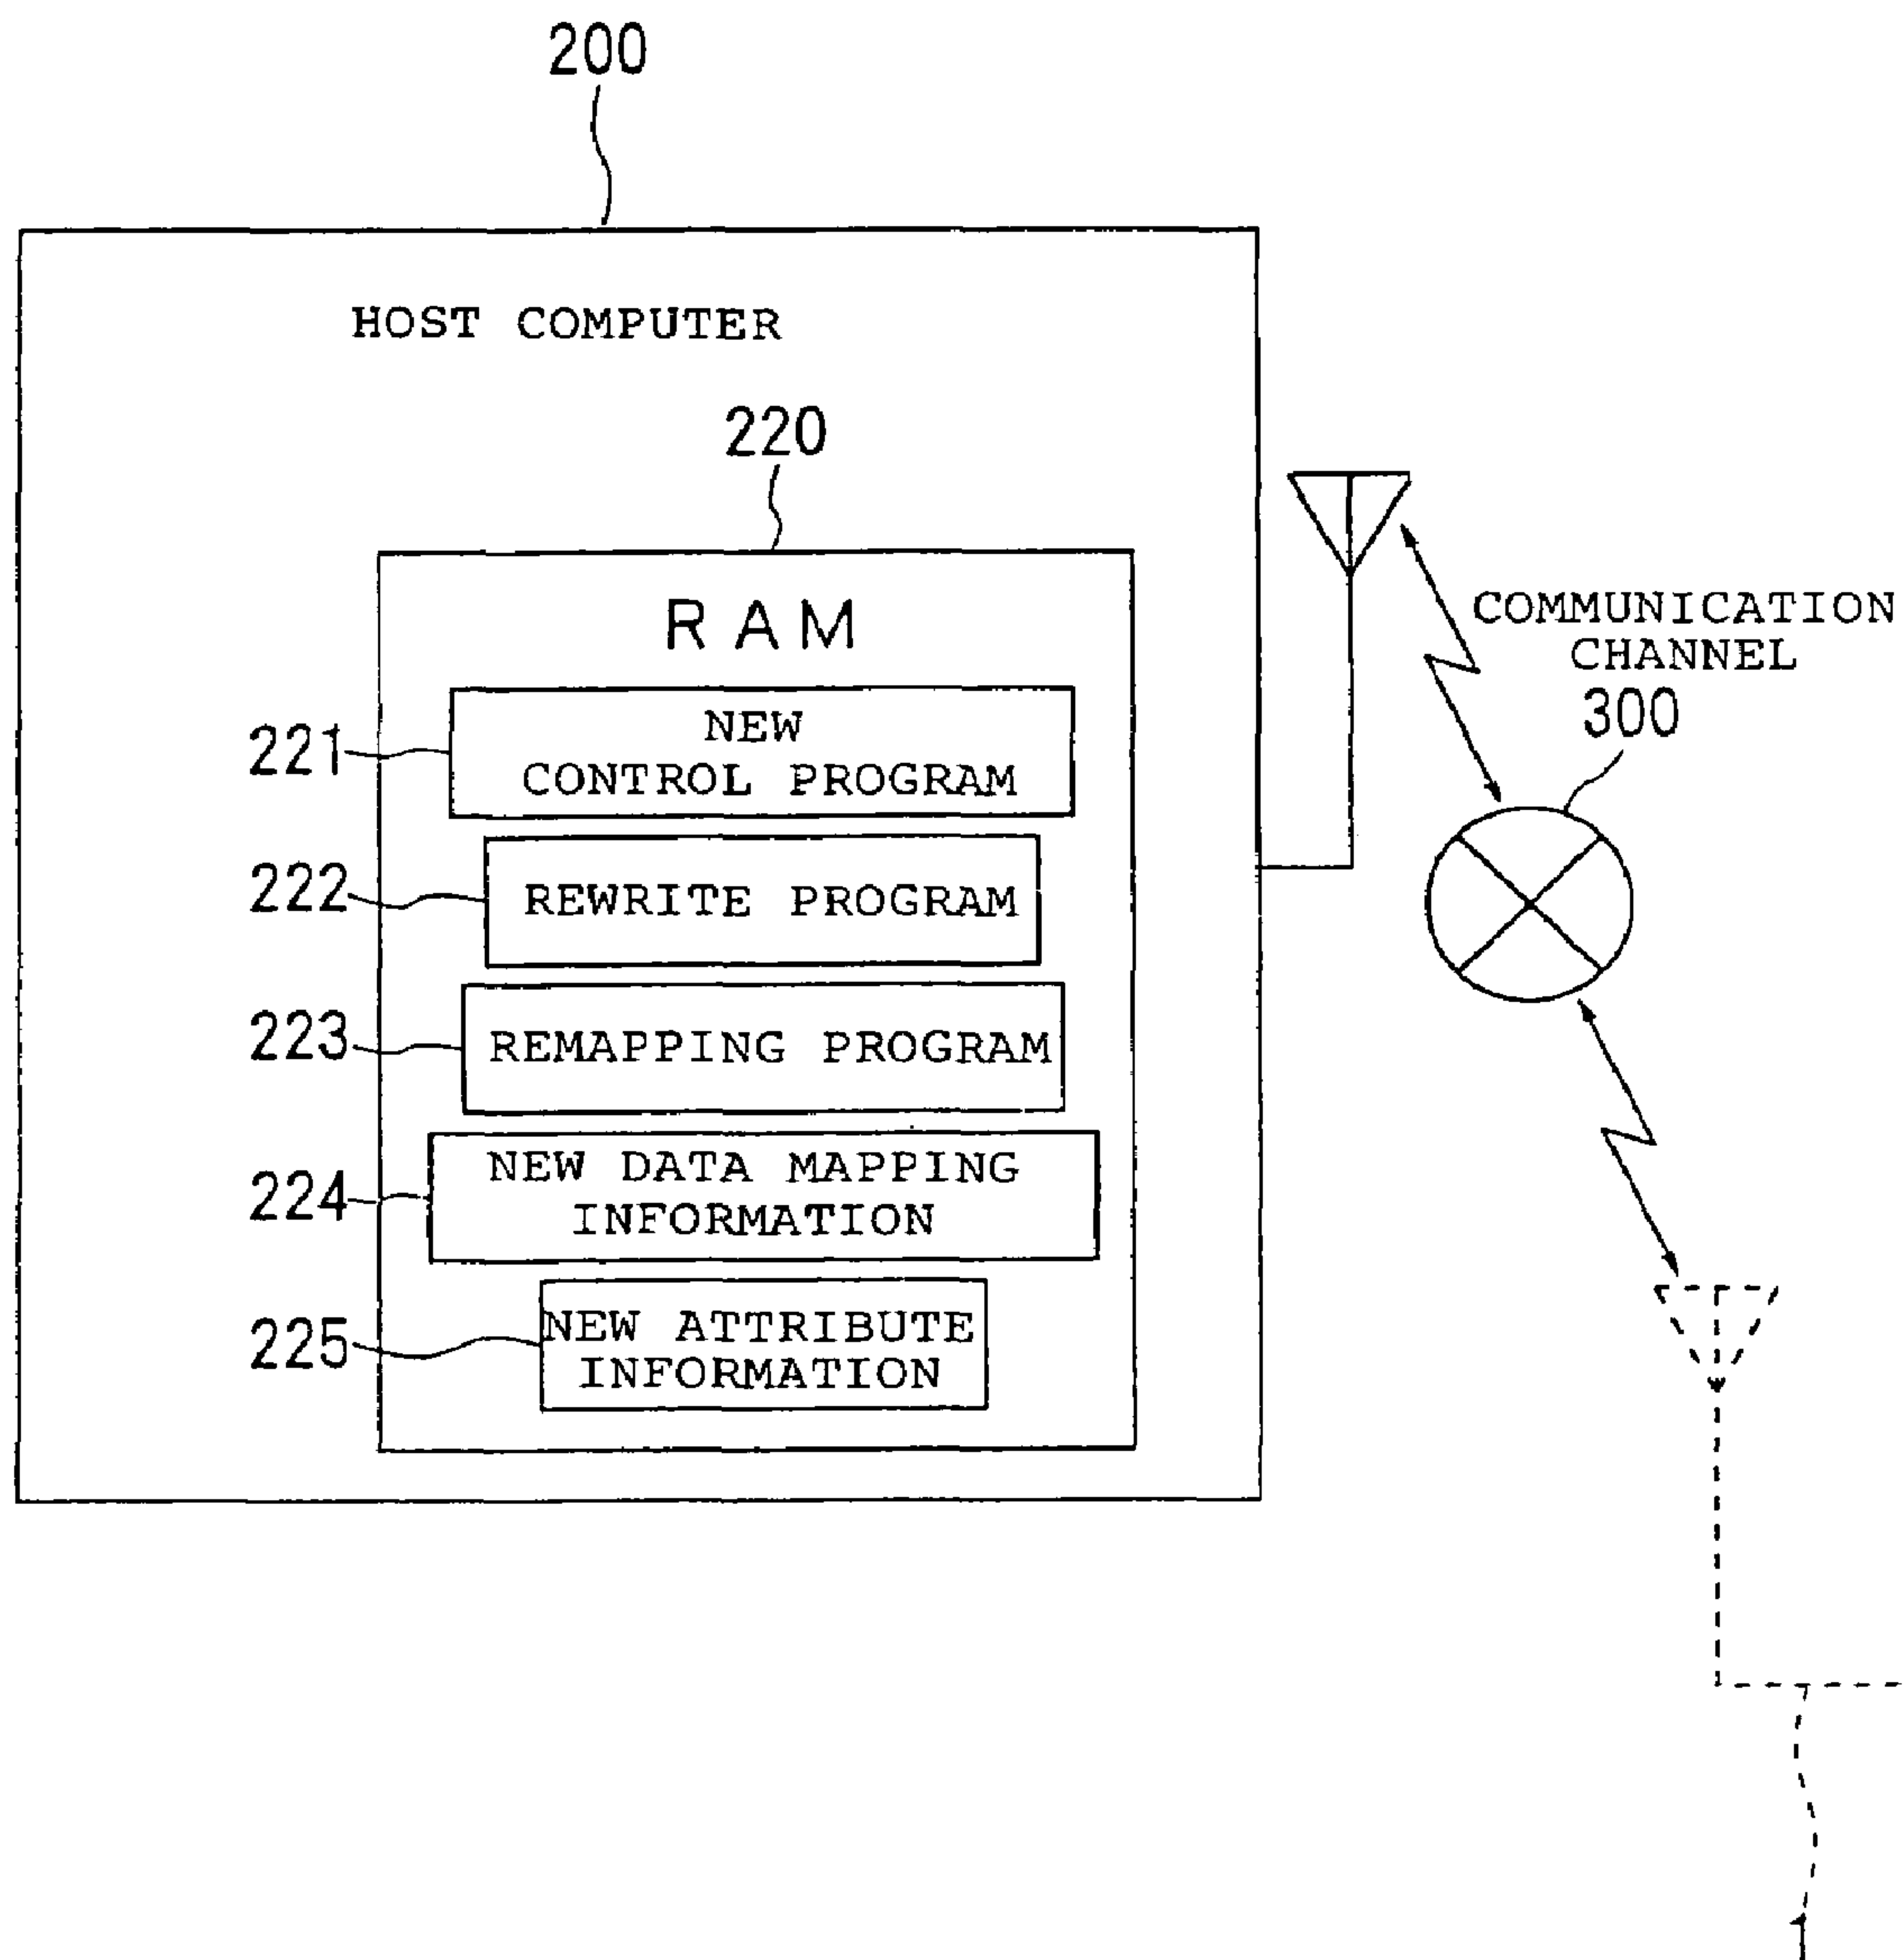 200
HOST COMPUTER
220
RAM
COMMUNICATION
CHANNEL
300
221
NEW
CONTROL PROGRAM
222
REWRITE PROGRAM
223
REMAPPING PROGRAM
224
NEW DATA MAPPING
INFORMATION
225
NEW ATTRIBUTE
INFORMATION